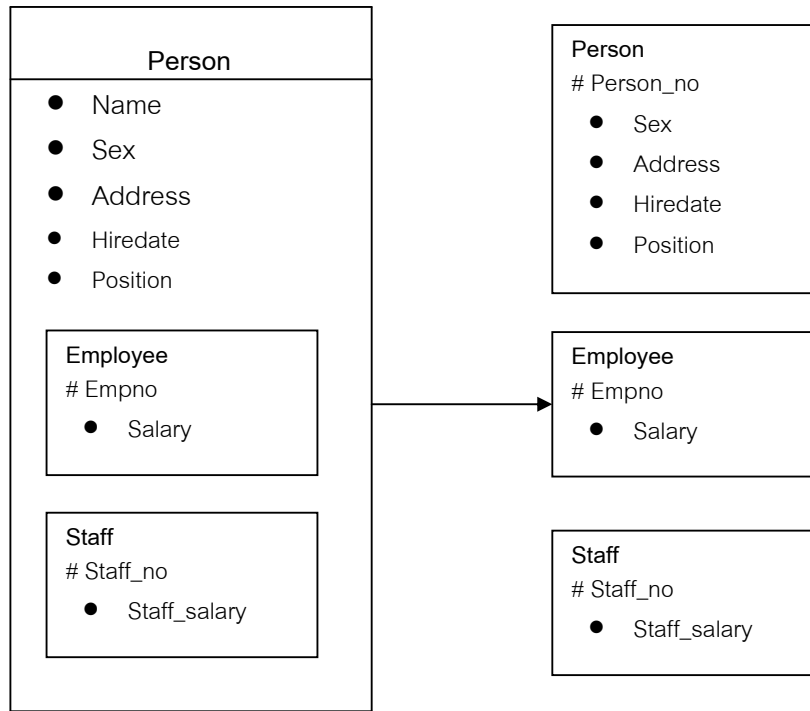 Person
● Name
● Sex
● Address
● Hiredate
● Position
Employee
# Empno
● Salary
Staff
# Staff_no
● Staff_salary
Person
# Person_no
● Sex
● Address
● Hiredate
● Position
Employee
# Empno
● Salary
Staff
# Staff_no
● Staff_salary